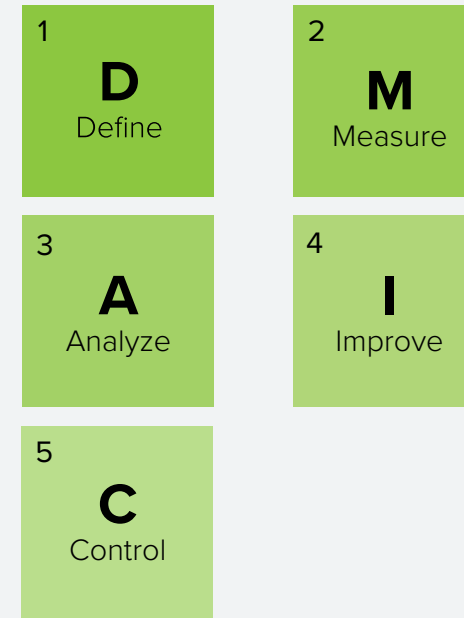 1
D
Define
2
M
Measure
3
A
Analyze
4
I
Improve
5
C
Control